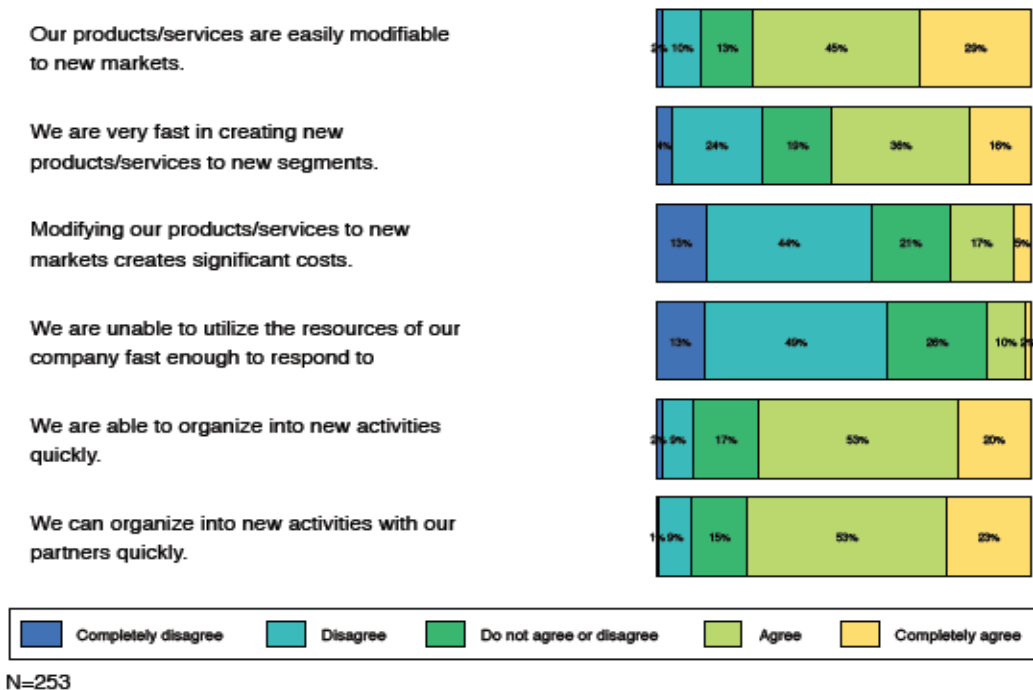 Our products/services are easily modifiable
to new markets.
2% 10% 13% 45% 29%
We are very fast in creating new
products/services to new segments.
4% 24% 19% 36% 16%
Modifying our products/services to new
markets creates significant costs.
13% 44% 21% 17% 5%
We are unable to utilize the resources of our
company fast enough to respond to
13% 49% 26% 10% 2%
We are able to organize into new activities
quickly.
2% 9% 17% 53% 20%
We can organize into new activities with our
partners quickly.
1% 9% 15% 53% 23%
Completely disagree Disagree Do not agree or disagree Agree Completely agree
N=253